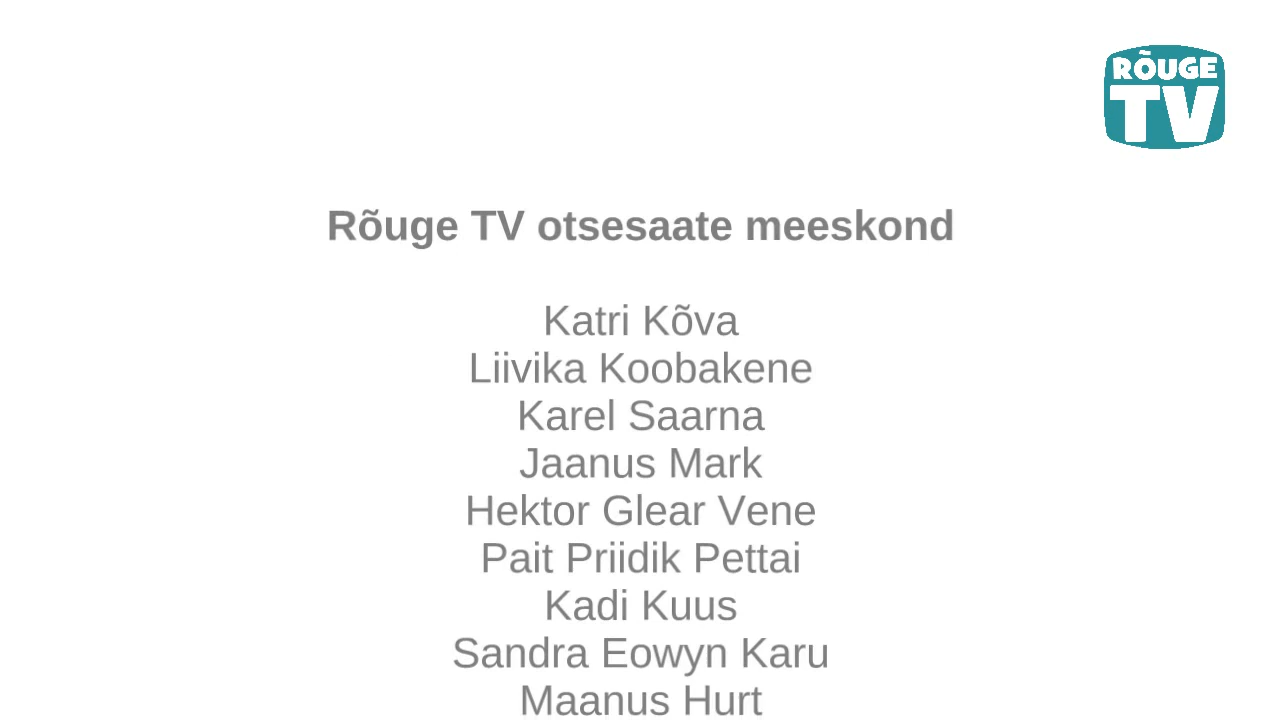 RÕUGE
TV
Rõuge TV otsesaate meeskond
Katri Kõva
Liivika Koobakene
Karel Saarna
Jaanus Mark
Hektor Glear Vene
Pait Priidik Pettai
Kadi Kuus
Sandra Eowyn Karu
Maanus Hurt